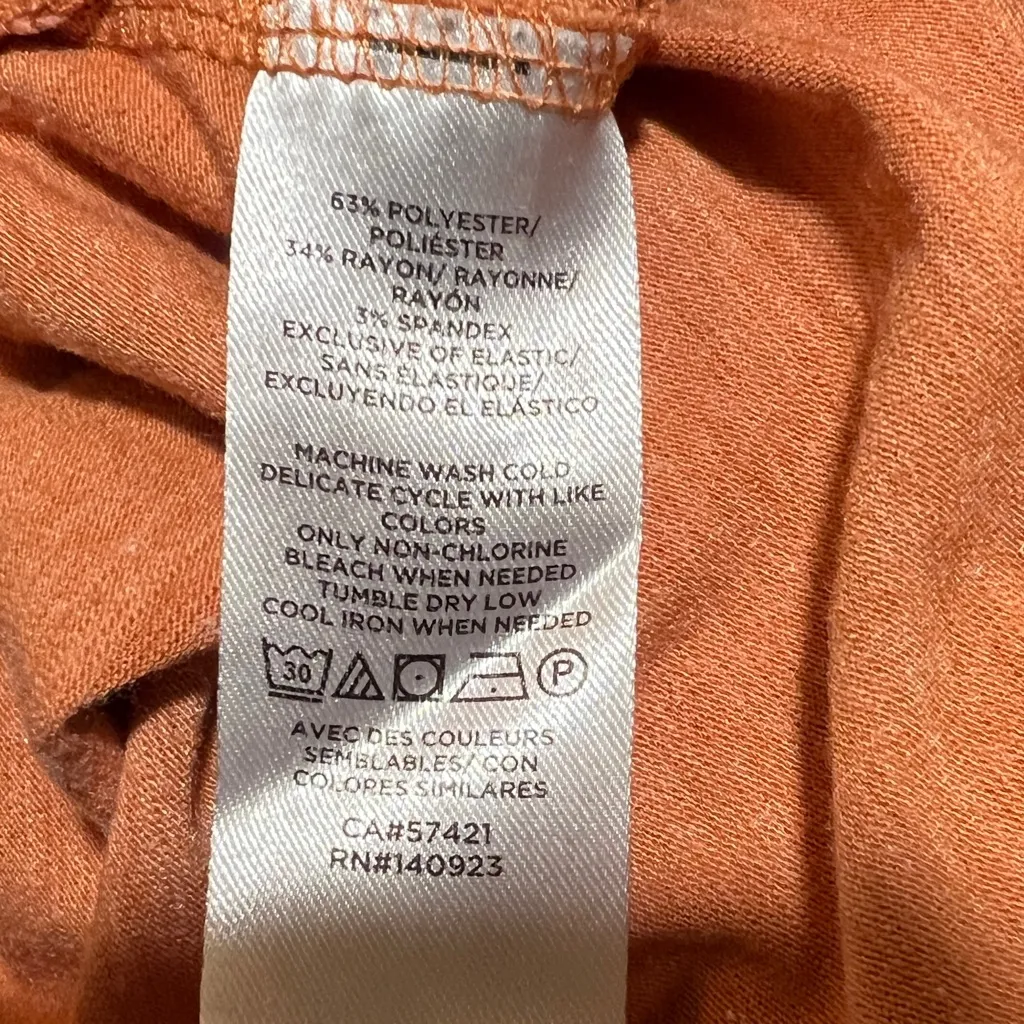 63% POLYESTER/
POLIÉSTER
34% RAYON/ RAYONNE/
RAYÓN
3% SPANDEX
EXCLUSIVE OF ELASTIC/
SANS ÉLASTIQUE/
EXCLUYENDO EL ELÁSTICO
MACHINE WASH COLD
DELICATE CYCLE WITH LIKE
COLORS
ONLY NON-CHLORINE
BLEACH WHEN NEEDED
TUMBLE DRY LOW
COOL IRON WHEN NEEDED
30 P
AVEC DES COULEURS
SEMBLABLES/ CON
COLORES SIMILARES
CA#57421
RN#140923